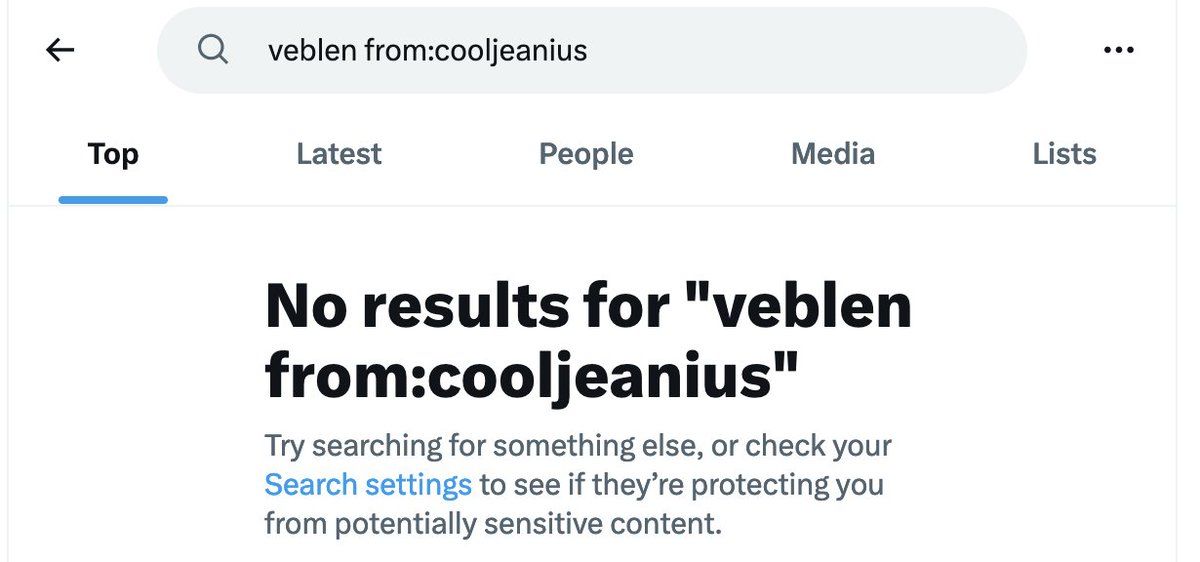 veblen from:cooljeanius
Top Latest People Media Lists
No results for "veblen
from:cooljeanius"
Try searching for something else, or check your
Search settings to see if they’re protecting you
from potentially sensitive content.